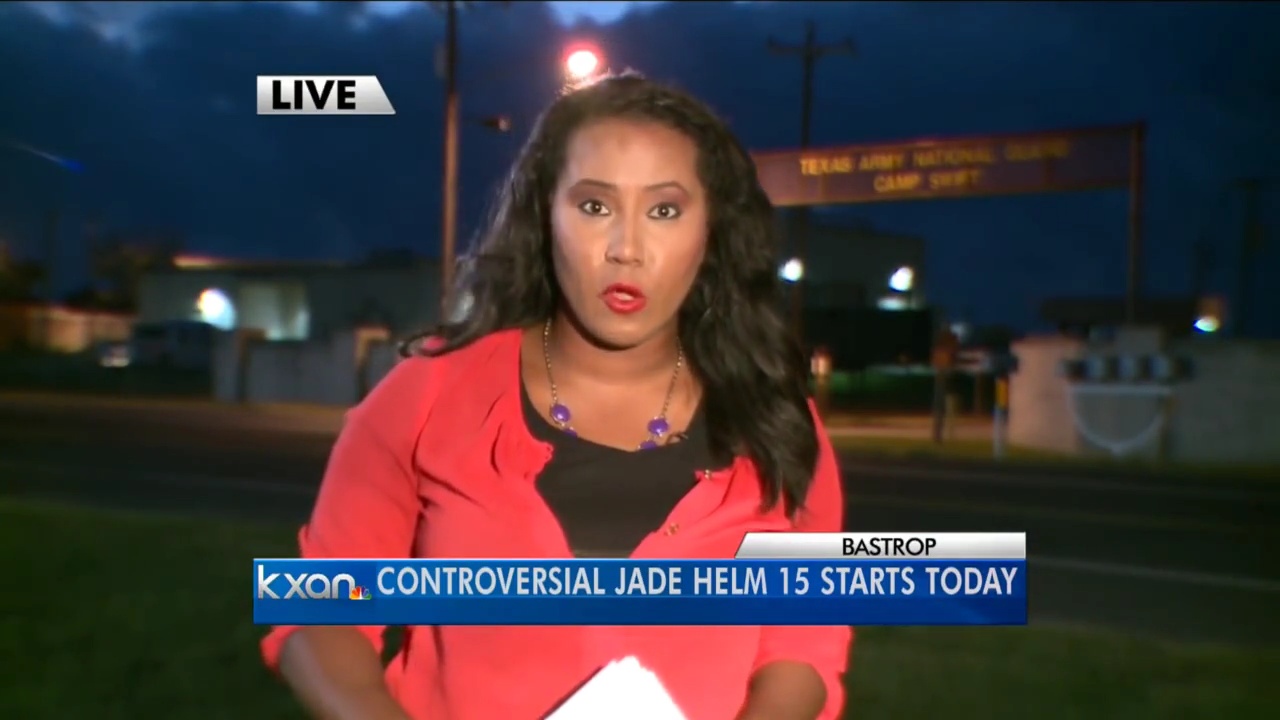 LIVE
TEXAS ARMY NATIONAL GUARD
CAMP SWIFT
BASTROP
kxan CONTROVERSIAL JADE HELM 15 STARTS TODAY